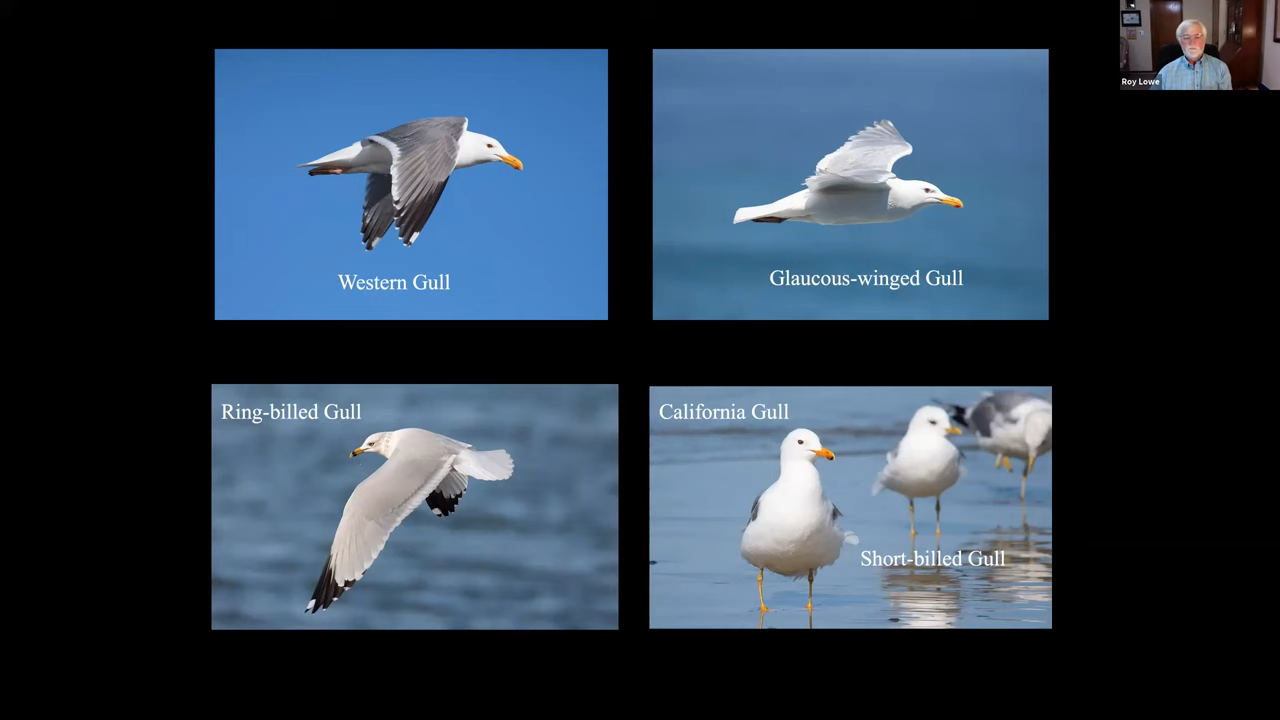 Roy Lowe
Western Gull
Glaucous-winged Gull
Ring-billed Gull
California Gull
Short-billed Gull